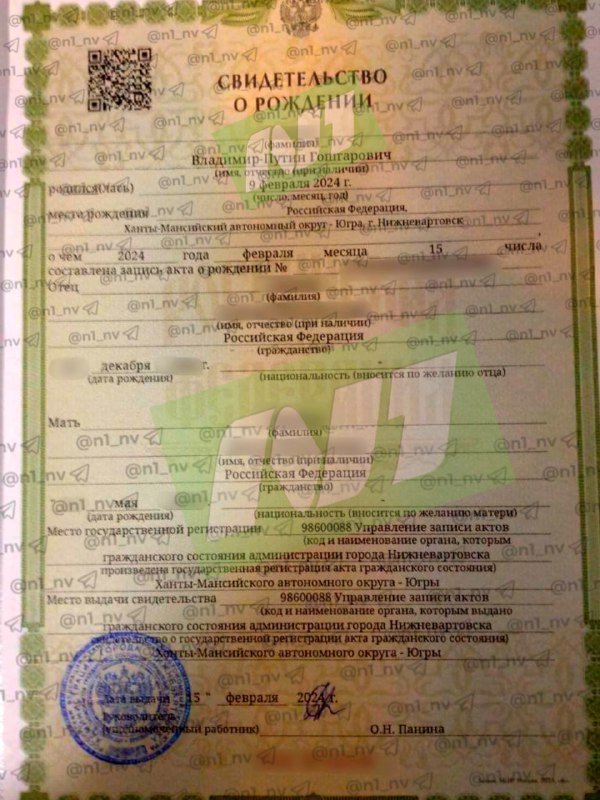 СВИДЕТЕЛЬСТВО
О РОЖДЕНИИ
(фамилия)
Владимир-Путин Гонгарович
(имя, отчество (при наличии)
родился(лась) 9 февраля 2024 г.
(число, месяц, год)
место рождения Российская Федерация,
Ханты-Мансийский автономный округ - Югра, г. Нижневартовск
о чем 2024 года февраля месяца 15 числа
составлена запись акта о рождении №
Отец
(фамилия)
(имя, отчество (при наличии)
Российская Федерация
(гражданство)
декабря г. -
(дата рождения) (национальность (вносится по желанию отца)
N1
Мать
(фамилия)
(имя, отчество (при наличии)
Российская Федерация
(гражданство)
мая -
(дата рождения) (национальность (вносится по желанию матери)
Место государственной регистрации 98600088 Управление записи актов
(код и наименование органа, которым
гражданского состояния администрации города Нижневартовска
произведена государственная регистрация акта гражданского состояния)
Ханты-Мансийского автономного округа - Югры
Место выдачи свидетельства 98600088 Управление записи актов
(код и наименование органа, которым выдано
гражданского состояния администрации города Нижневартовска
свидетельство о государственной регистрации акта гражданского состояния)
Ханты-Мансийского автономного округа - Югры
Дата выдачи 15 " февраля 2024 г.
Руководитель
(уполномоченный работник) О.Н. Панина
@n1_nv